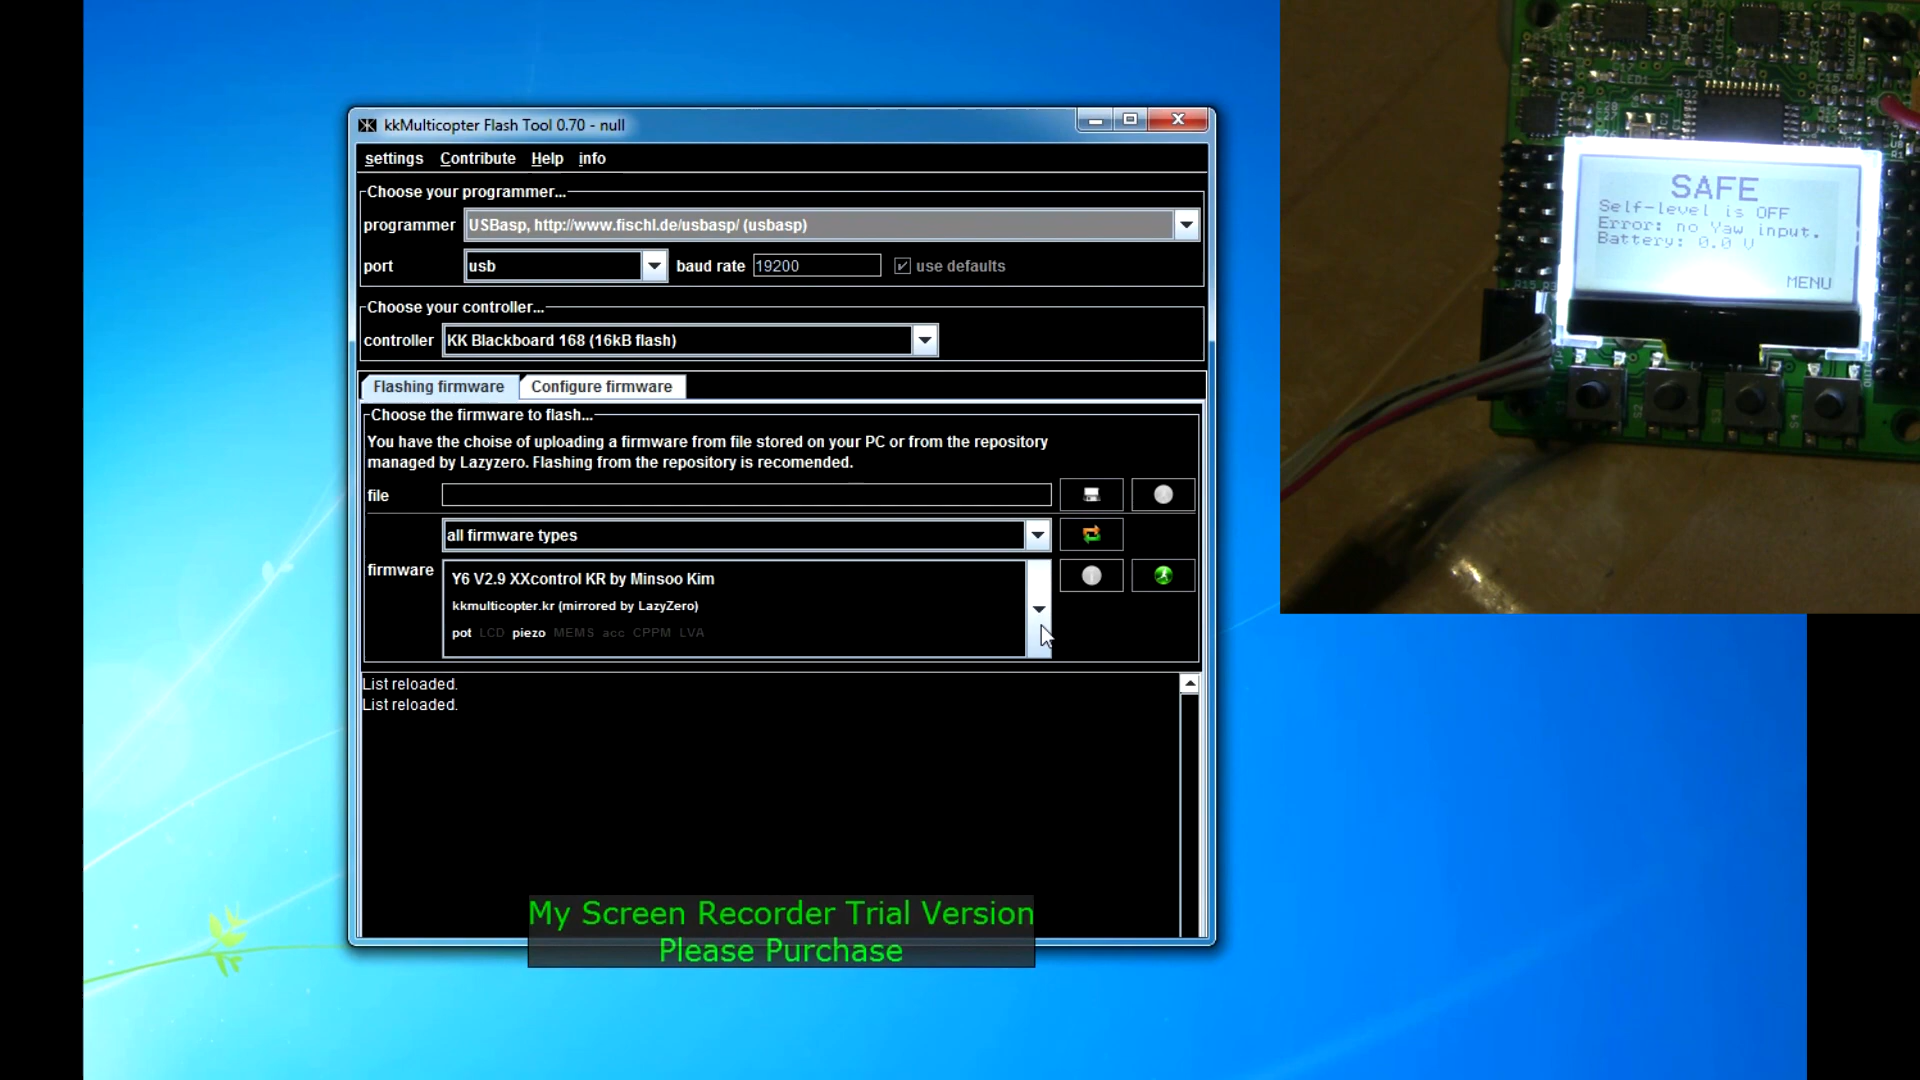 kkMulticopter Flash Tool 0.70 - null
settings Contribute Help info
Choose your programmer...
programmer USBasp, http://www.fischl.de/usbasp/ (usbasp)
port usb baud rate 19200 use defaults
Choose your controller...
controller KK Blackboard 168 (16kB flash)
Flashing firmware Configure firmware
Choose the firmware to flash...
You have the choise of uploading a firmware from file stored on your PC or from the repository
managed by Lazyzero. Flashing from the repository is recomended.
file
all firmware types
firmware
Y6 V2.9 XXcontrol KR by Minsoo Kim
kkmulticopter.kr (mirrored by LazyZero)
pot LCD piezo MEMS acc CPPM LVA
List reloaded.
List reloaded.
My Screen Recorder Trial Version
Please Purchase
SAFE
Self-level is OFF
Error: no Yaw input.
Battery: 0.0 V
MENU
S2
S3
S4